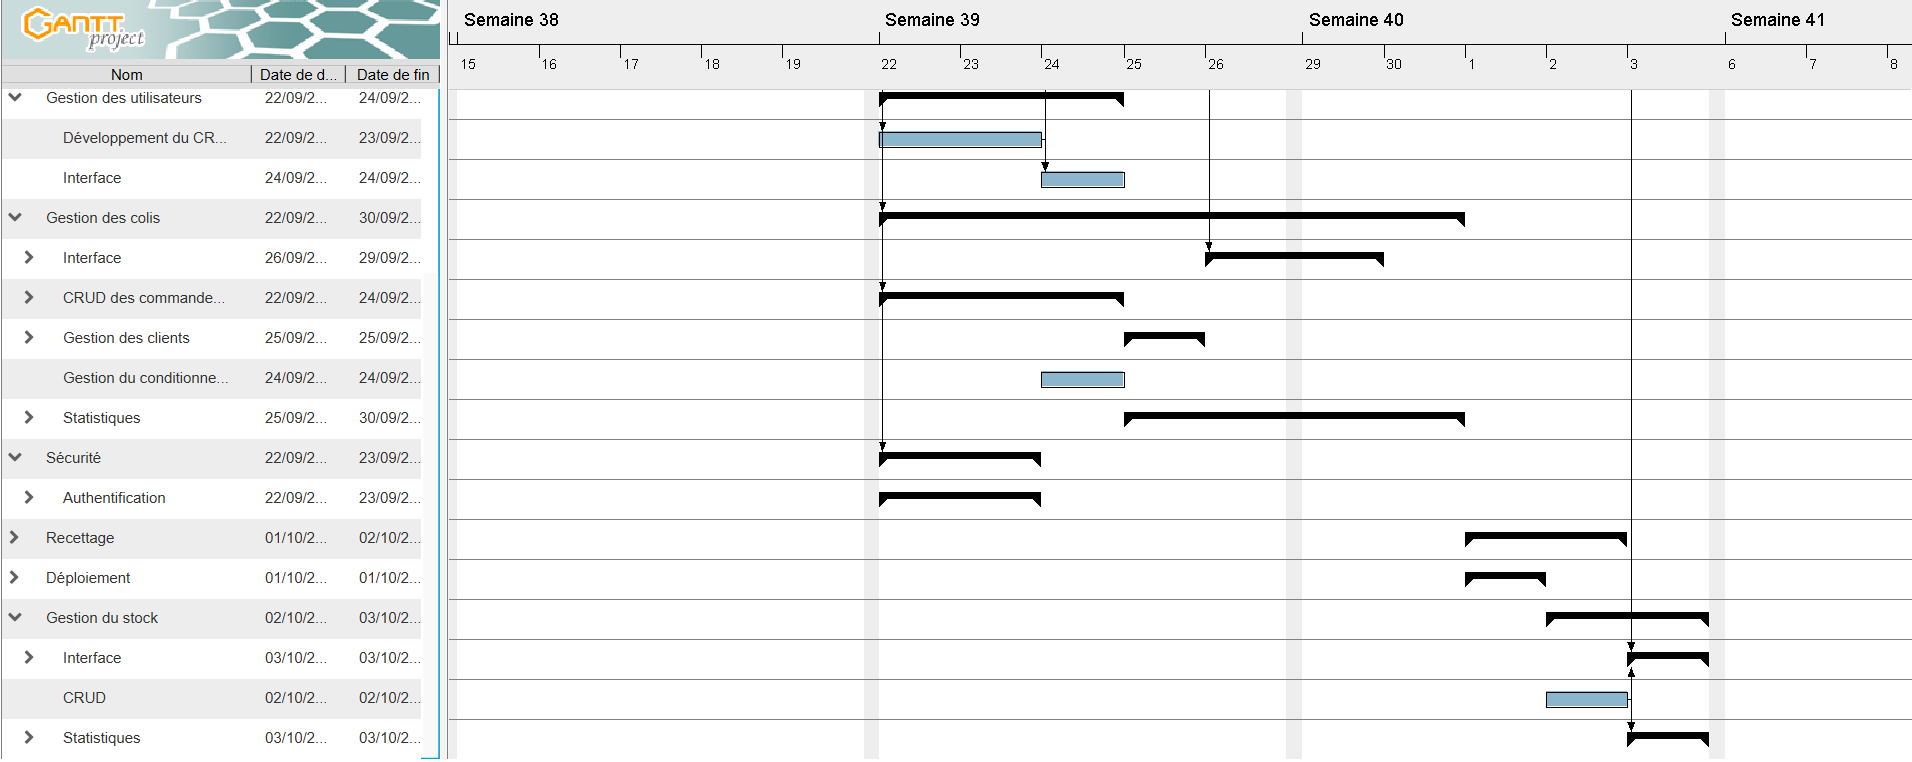 GANTT
project
Semaine 38 Semaine 39 Semaine 40 Semaine 41
15 16 17 18 19 22 23 24 25 26 29 30 1 2 3 6 7 8
Nom Date de d... Date de fin
Gestion des utilisateurs 22/09/2... 24/09/2...
Développement du CR... 22/09/2... 23/09/2...
Interface 24/09/2... 24/09/2...
Gestion des colis 22/09/2... 30/09/2...
Interface 26/09/2... 29/09/2...
CRUD des commande... 22/09/2... 24/09/2...
Gestion des clients 25/09/2... 25/09/2...
Gestion du conditionne... 24/09/2... 24/09/2...
Statistiques 25/09/2... 30/09/2...
Sécurité 22/09/2... 23/09/2...
Authentification 22/09/2... 23/09/2...
Recettage 01/10/2... 02/10/2...
Déploiement 01/10/2... 01/10/2...
Gestion du stock 02/10/2... 03/10/2...
Interface 03/10/2... 03/10/2...
CRUD 02/10/2... 02/10/2...
Statistiques 03/10/2... 03/10/2...